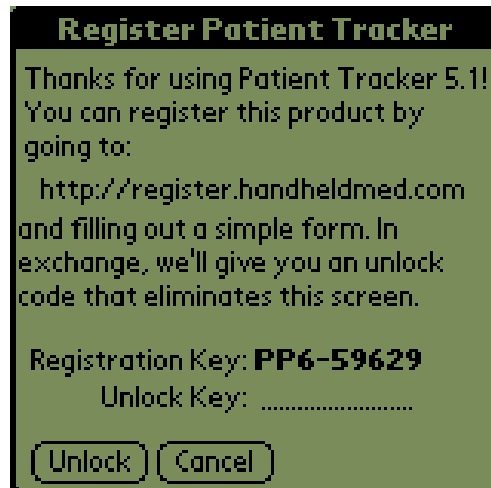 Register Patient Tracker
Thanks for using Patient Tracker 5.1!
You can register this product by
going to:
http://register.handheldmed.com
and filling out a simple form. In
exchange, we'll give you an unlock
code that eliminates this screen.
Registration Key: PP6-59629
Unlock Key:
Unlock Cancel